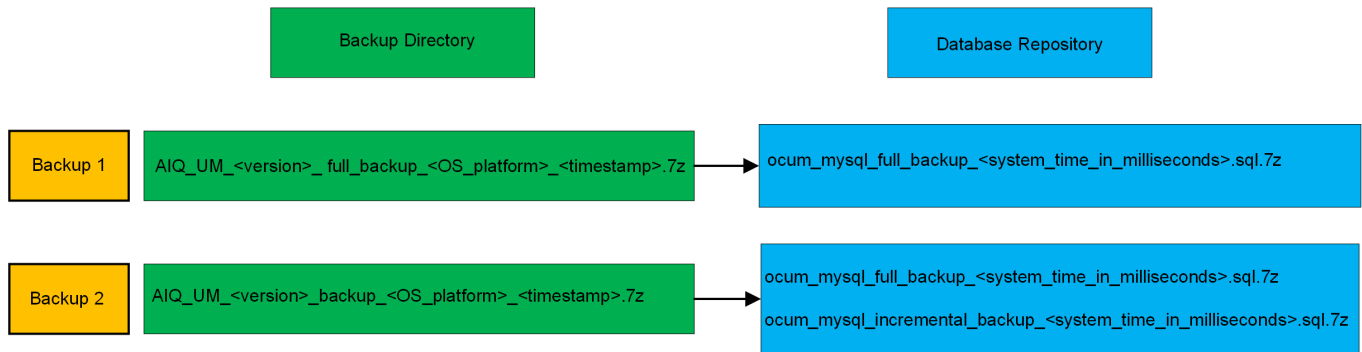 Backup Directory
Database Repository
Backup 1
AIQ_UM_<version>_ full_backup_<OS_platform>_<timestamp>.7z
ocum_mysql_full_backup_<system_time_in_milliseconds>.sql.7z
Backup 2
AIQ_UM_<version>_backup_<OS_platform>_<timestamp>.7z
ocum_mysql_full_backup_<system_time_in_milliseconds>.sql.7z
ocum_mysql_incremental_backup_<system_time_in_milliseconds>.sql.7z